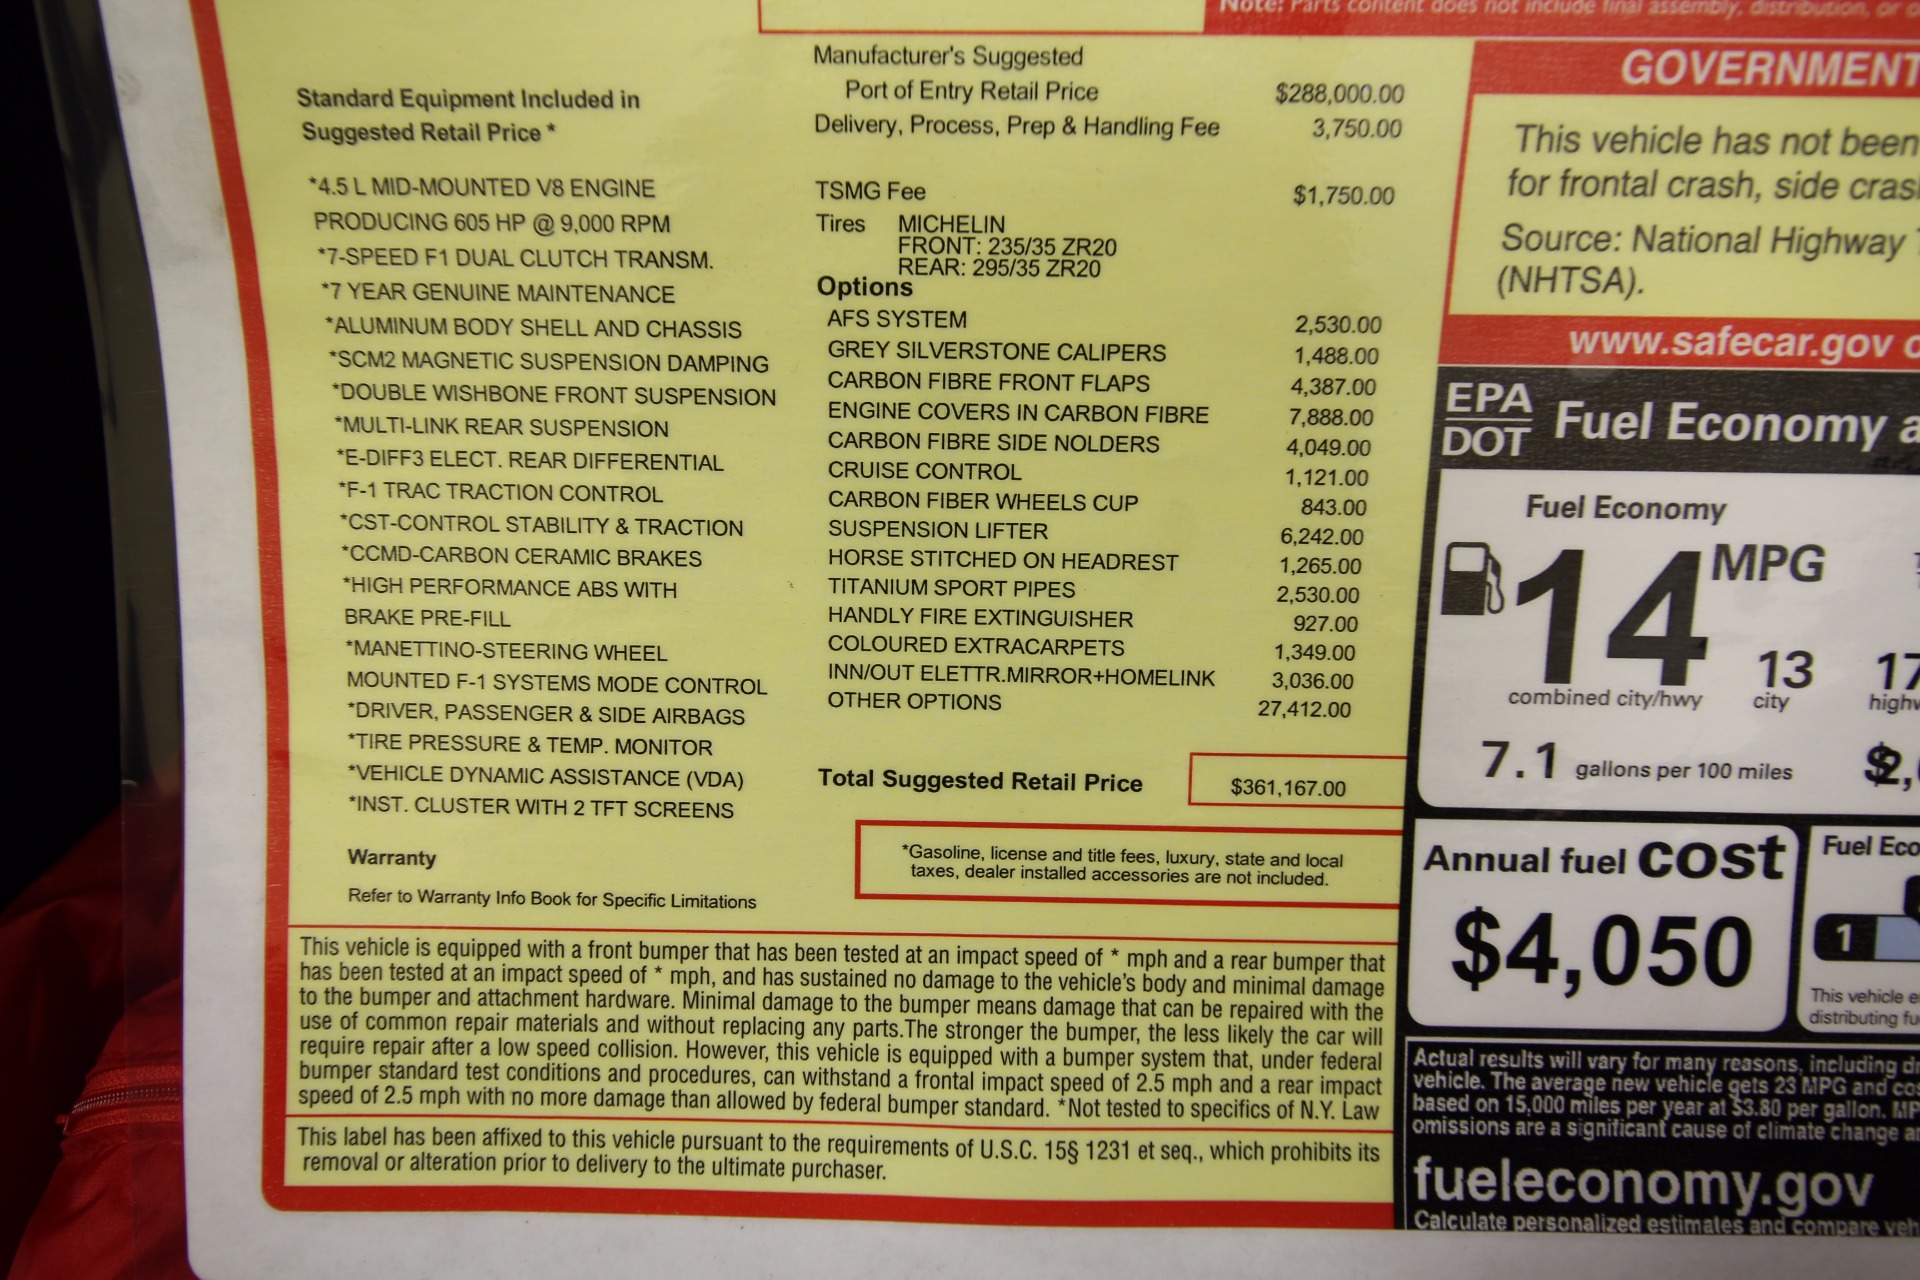 Note: Parts content does not include final assembly, distribution, or
Manufacturer's Suggested
Port of Entry Retail Price $288,000.00
Delivery, Process, Prep & Handling Fee 3,750.00
TSMG Fee $1,750.00
Tires MICHELIN
FRONT: 235/35 ZR20
REAR: 295/35 ZR20
Options
AFS SYSTEM 2,530.00
GREY SILVERSTONE CALIPERS 1,488.00
CARBON FIBRE FRONT FLAPS 4,387.00
ENGINE COVERS IN CARBON FIBRE 7,888.00
CARBON FIBRE SIDE NOLDERS 4,049.00
CRUISE CONTROL 1,121.00
CARBON FIBER WHEELS CUP 843.00
SUSPENSION LIFTER 6,242.00
HORSE STITCHED ON HEADREST 1,265.00
TITANIUM SPORT PIPES 2,530.00
HANDLY FIRE EXTINGUISHER 927.00
COLOURED EXTRACARPETS 1,349.00
INN/OUT ELETTR.MIRROR+HOMELINK 3,036.00
OTHER OPTIONS 27,412.00
Total Suggested Retail Price $361,167.00
*Gasoline, license and title fees, luxury, state and local
taxes, dealer installed accessories are not included.
Standard Equipment Included in
Suggested Retail Price *
*4.5 L MID-MOUNTED V8 ENGINE
PRODUCING 605 HP @ 9,000 RPM
*7-SPEED F1 DUAL CLUTCH TRANSM.
*7 YEAR GENUINE MAINTENANCE
*ALUMINUM BODY SHELL AND CHASSIS
*SCM2 MAGNETIC SUSPENSION DAMPING
*DOUBLE WISHBONE FRONT SUSPENSION
*MULTI-LINK REAR SUSPENSION
*E-DIFF3 ELECT. REAR DIFFERENTIAL
*F-1 TRAC TRACTION CONTROL
*CST-CONTROL STABILITY & TRACTION
*CCMD-CARBON CERAMIC BRAKES
*HIGH PERFORMANCE ABS WITH
BRAKE PRE-FILL
*MANETTINO-STEERING WHEEL
MOUNTED F-1 SYSTEMS MODE CONTROL
*DRIVER, PASSENGER & SIDE AIRBAGS
*TIRE PRESSURE & TEMP. MONITOR
*VEHICLE DYNAMIC ASSISTANCE (VDA)
*INST. CLUSTER WITH 2 TFT SCREENS
Warranty
Refer to Warranty Info Book for Specific Limitations
This vehicle is equipped with a front bumper that has been tested at an impact speed of * mph and a rear bumper that
has been tested at an impact speed of * mph, and has sustained no damage to the vehicle's body and minimal damage
to the bumper and attachment hardware. Minimal damage to the bumper means damage that can be repaired with the
use of common repair materials and without replacing any parts.The stronger the bumper, the less likely the car will
require repair after a low speed collision. However, this vehicle is equipped with a bumper system that, under federal
bumper standard test conditions and procedures, can withstand a frontal impact speed of 2.5 mph and a rear impact
speed of 2.5 mph with no more damage than allowed by federal bumper standard. *Not tested to specifics of N.Y. Law
This label has been affixed to this vehicle pursuant to the requirements of U.S.C. 15§ 1231 et seq., which prohibits its
removal or alteration prior to delivery to the ultimate purchaser.
GOVERNMENT
This vehicle has not been
for frontal crash, side cras
Source: National Highway
(NHTSA).
www.safecar.gov
EPA
DOT
Fuel Economy a
Fuel Economy
14 MPG
combined city/hwy
13
city
17
highw
7.1 gallons per 100 miles
$2,
Annual fuel cost
$4,050
Fuel Eco
1
This vehicle e
distributing fu
Actual results will vary for many reasons, including dr
vehicle. The average new vehicle gets 23 MPG and cos
based on 15,000 miles per year at $3.80 per gallon. MP
omissions are a significant cause of climate change a
fueleconomy.gov
Calculate personalized estimates and compare veh